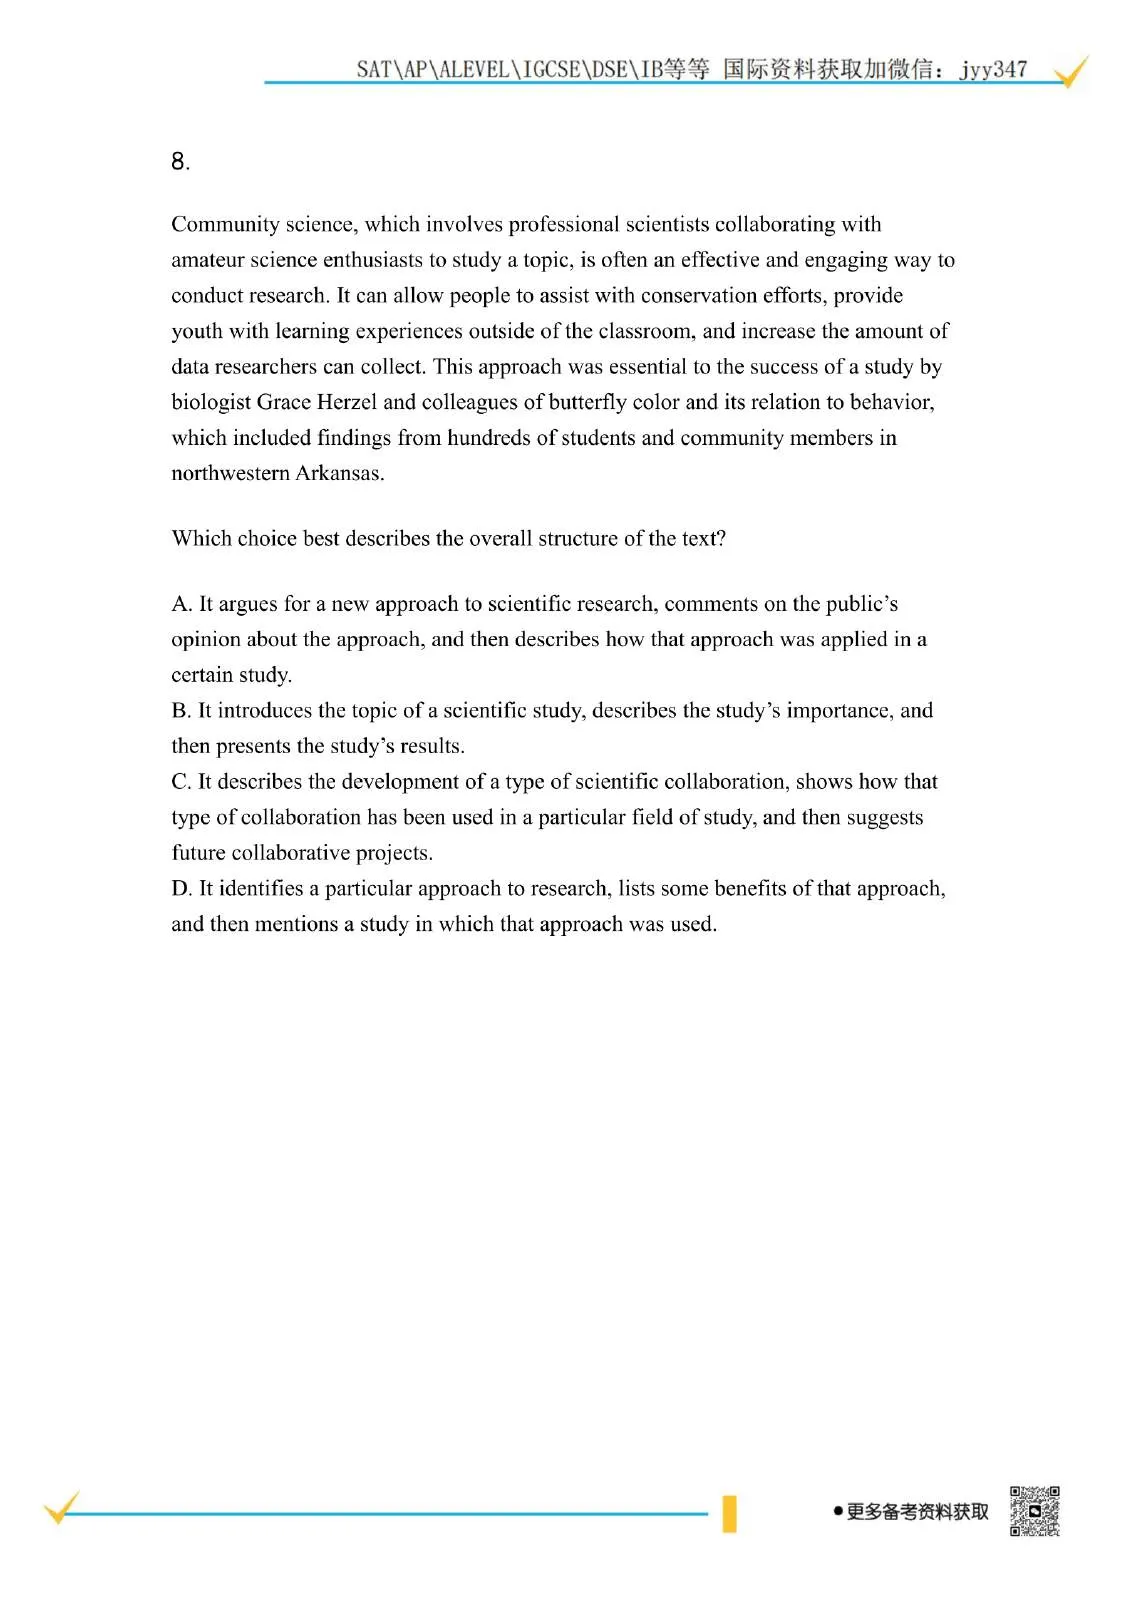 SAT\AP\ALEVEL\IGCSE\DSE\IB等等 国际资料获取加微信：jyy347
8.
Community science, which involves professional scientists collaborating with
amateur science enthusiasts to study a topic, is often an effective and engaging way to
conduct research. It can allow people to assist with conservation efforts, provide
youth with learning experiences outside of the classroom, and increase the amount of
data researchers can collect. This approach was essential to the success of a study by
biologist Grace Herzel and colleagues of butterfly color and its relation to behavior,
which included findings from hundreds of students and community members in
northwestern Arkansas.
Which choice best describes the overall structure of the text?
A. It argues for a new approach to scientific research, comments on the public’s
opinion about the approach, and then describes how that approach was applied in a
certain study.
B. It introduces the topic of a scientific study, describes the study’s importance, and
then presents the study’s results.
C. It describes the development of a type of scientific collaboration, shows how that
type of collaboration has been used in a particular field of study, and then suggests
future collaborative projects.
D. It identifies a particular approach to research, lists some benefits of that approach,
and then mentions a study in which that approach was used.
●更多备考资料获取